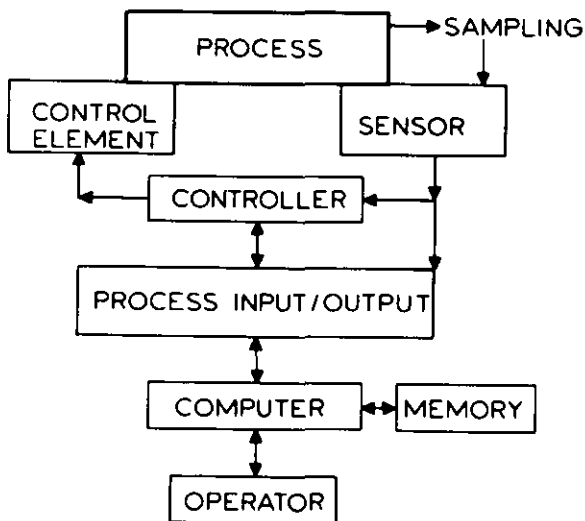 PROCESS
SAMPLING
CONTROL
ELEMENT
SENSOR
CONTROLLER
PROCESS INPUT/OUTPUT
COMPUTER
MEMORY
OPERATOR